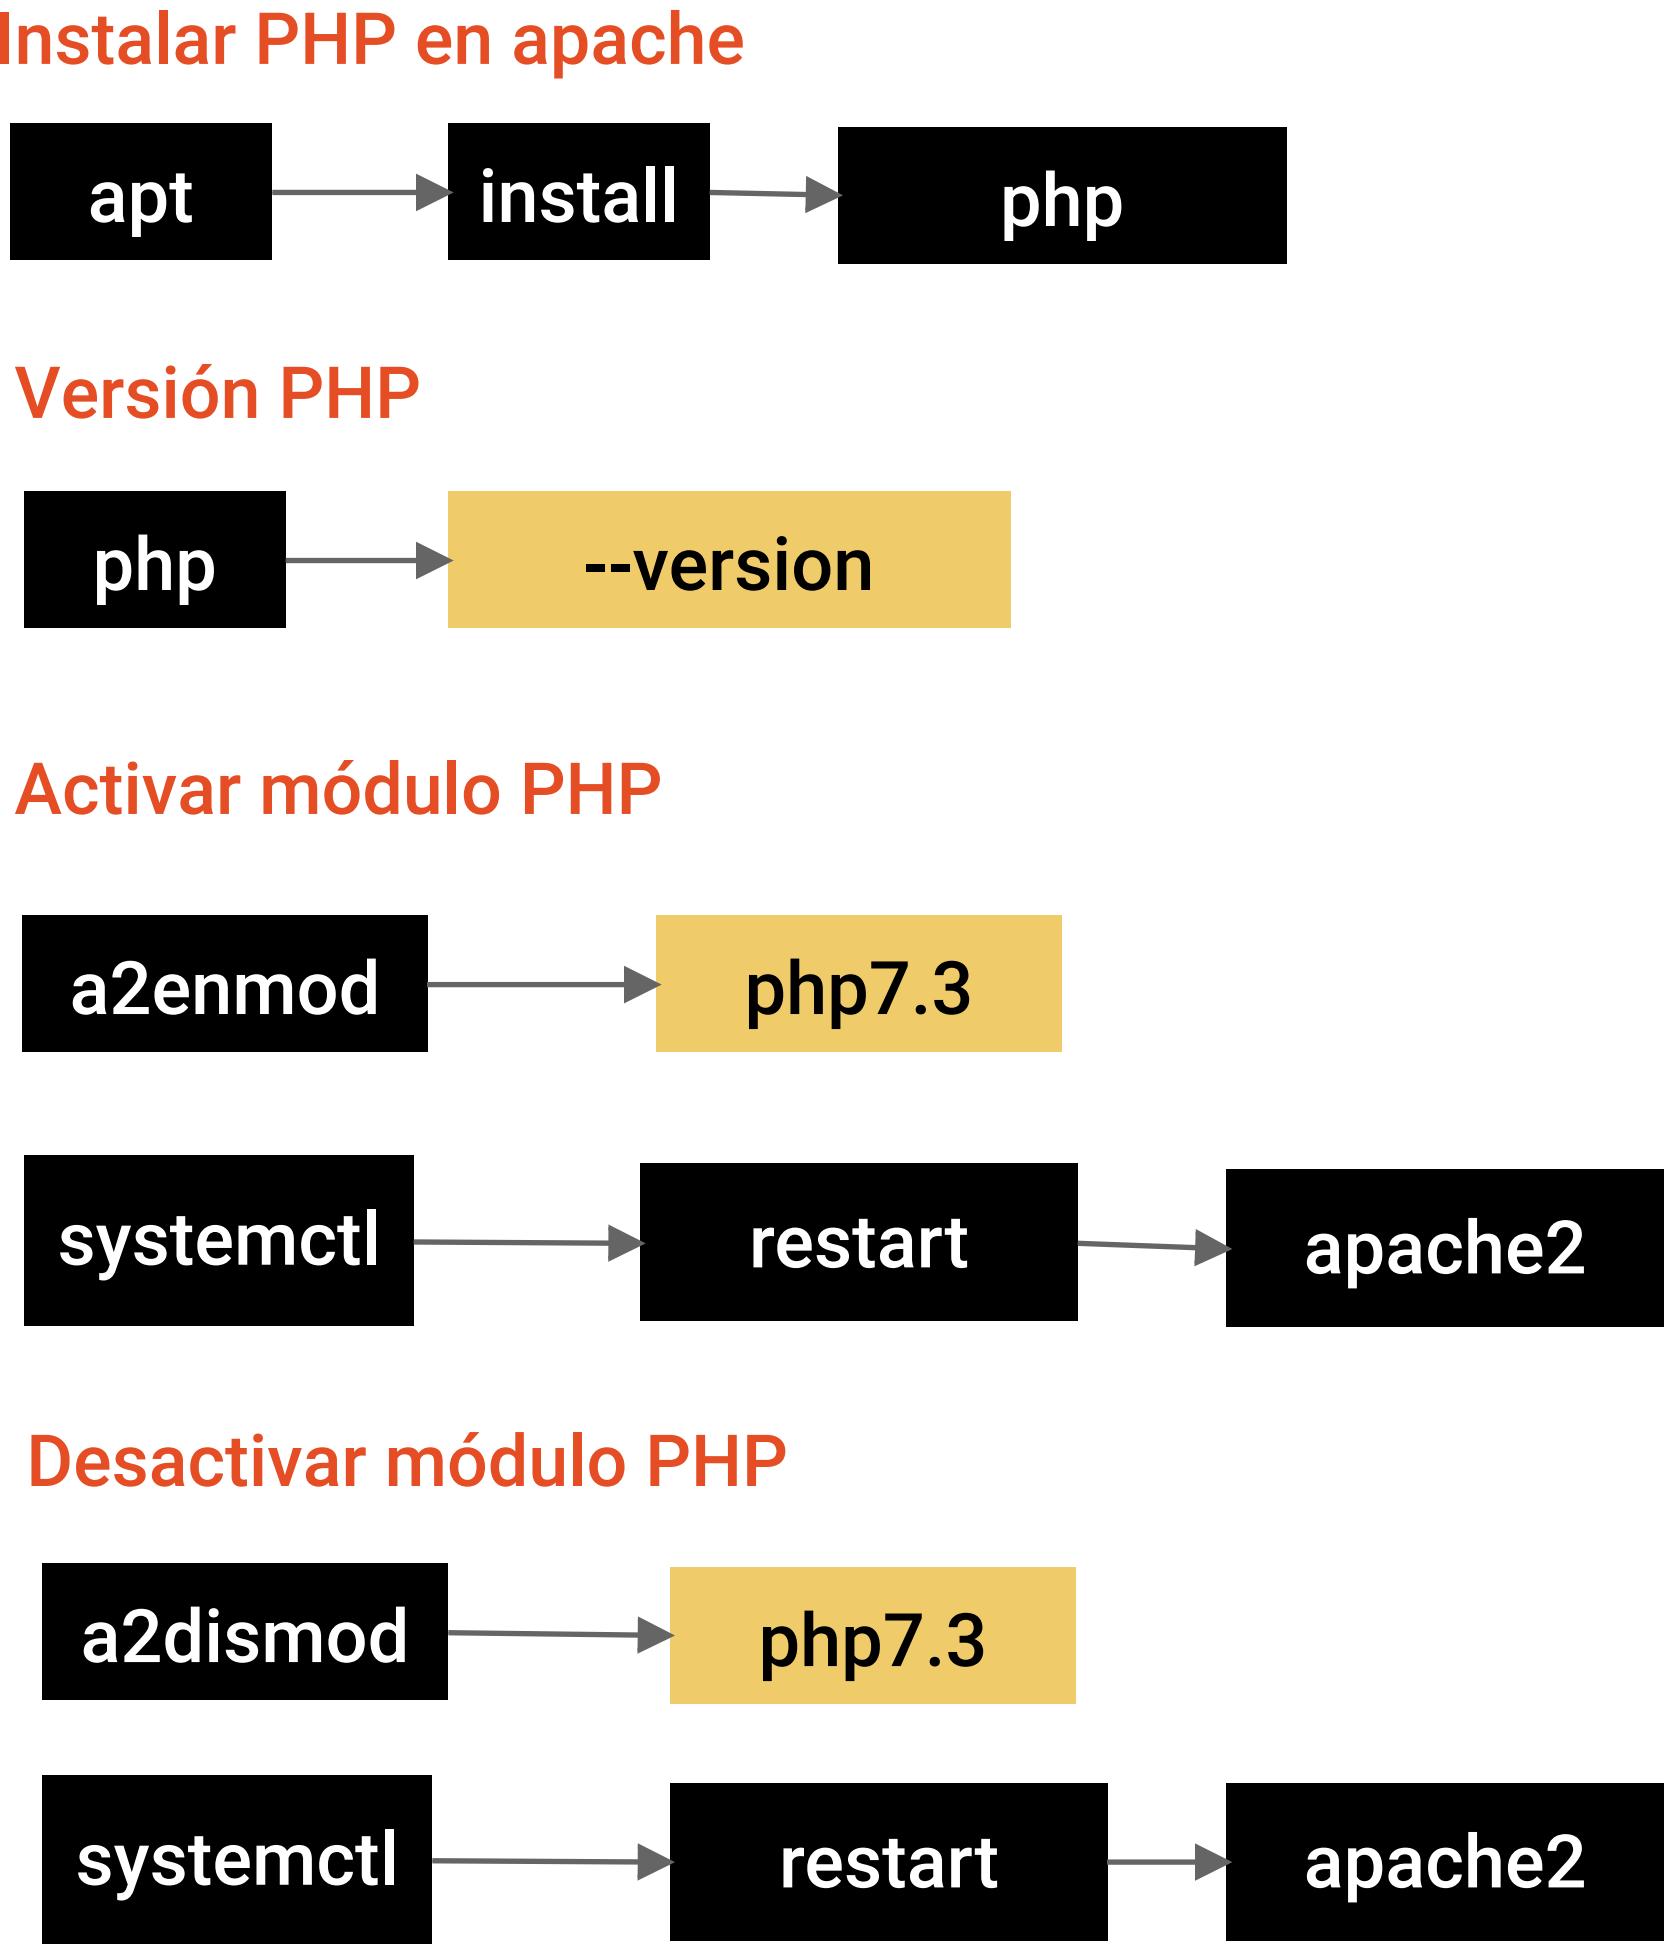 Instalar PHP en apache
apt install php
Versión PHP
php --version
Activar módulo PHP
a2enmod php7.3
systemctl restart apache2
Desactivar módulo PHP
a2dismod php7.3
systemctl restart apache2